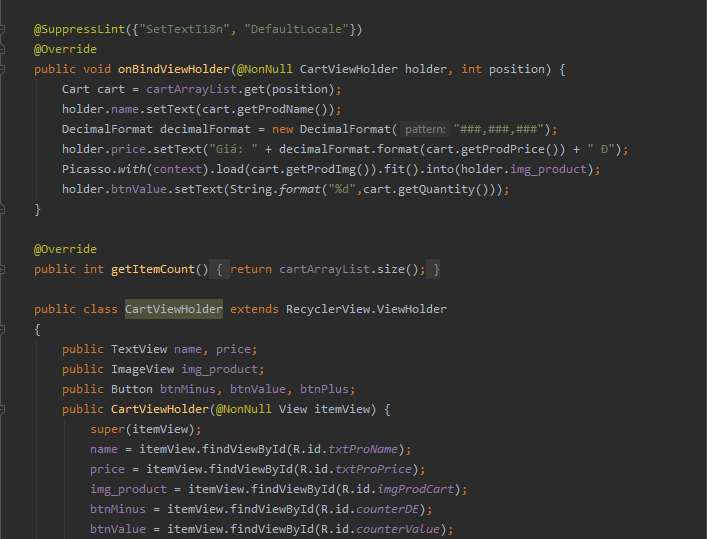 @SuppressLint({"SetTextI18n", "DefaultLocale"})
@Override
public void onBindViewHolder(@NonNull CartViewHolder holder, int position) {
Cart cart = cartArrayList.get(position);
holder.name.setText(cart.getProdName());
DecimalFormat decimalFormat = new DecimalFormat( pattern: "###,###,###");
holder.price.setText("Giá: " + decimalFormat.format(cart.getProdPrice()) + " Đ");
Picasso.with(context).load(cart.getProdImg()).fit().into(holder.img_product);
holder.btnValue.setText(String.format("%d",cart.getQuantity()));
}
@Override
public int getItemCount() { return cartArrayList.size(); }
public class CartViewHolder extends RecyclerView.ViewHolder
{
public TextView name, price;
public ImageView img_product;
public Button btnMinus, btnValue, btnPlus;
public CartViewHolder(@NonNull View itemView) {
super(itemView);
name = itemView.findViewById(R.id.txtProName);
price = itemView.findViewById(R.id.txtProPrice);
img_product = itemView.findViewById(R.id.imgProdCart);
btnMinus = itemView.findViewById(R.id.counterDE);
btnValue = itemView.findViewById(R.id.counterValue);